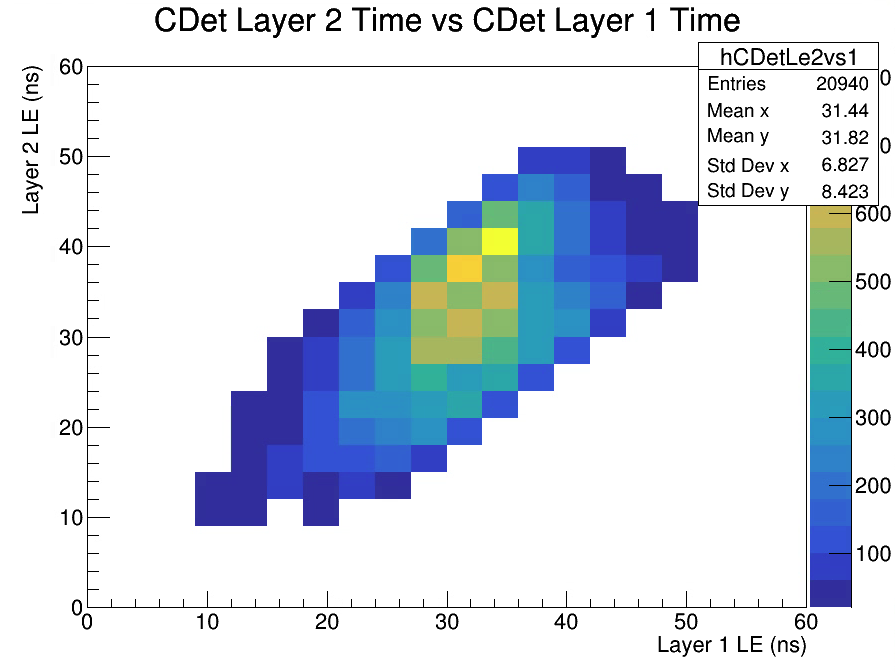 CDet Layer 2 Time vs CDet Layer 1 Time
hCDetLe2vs1
Entries 20940
Mean x 31.44
Mean y 31.82
Std Dev x 6.827
Std Dev y 8.423
Layer 2 LE (ns)
60
50
40
30
20
10
0
0
0
600
500
400
300
200
100
0 10 20 30 40 50 60
Layer 1 LE (ns)